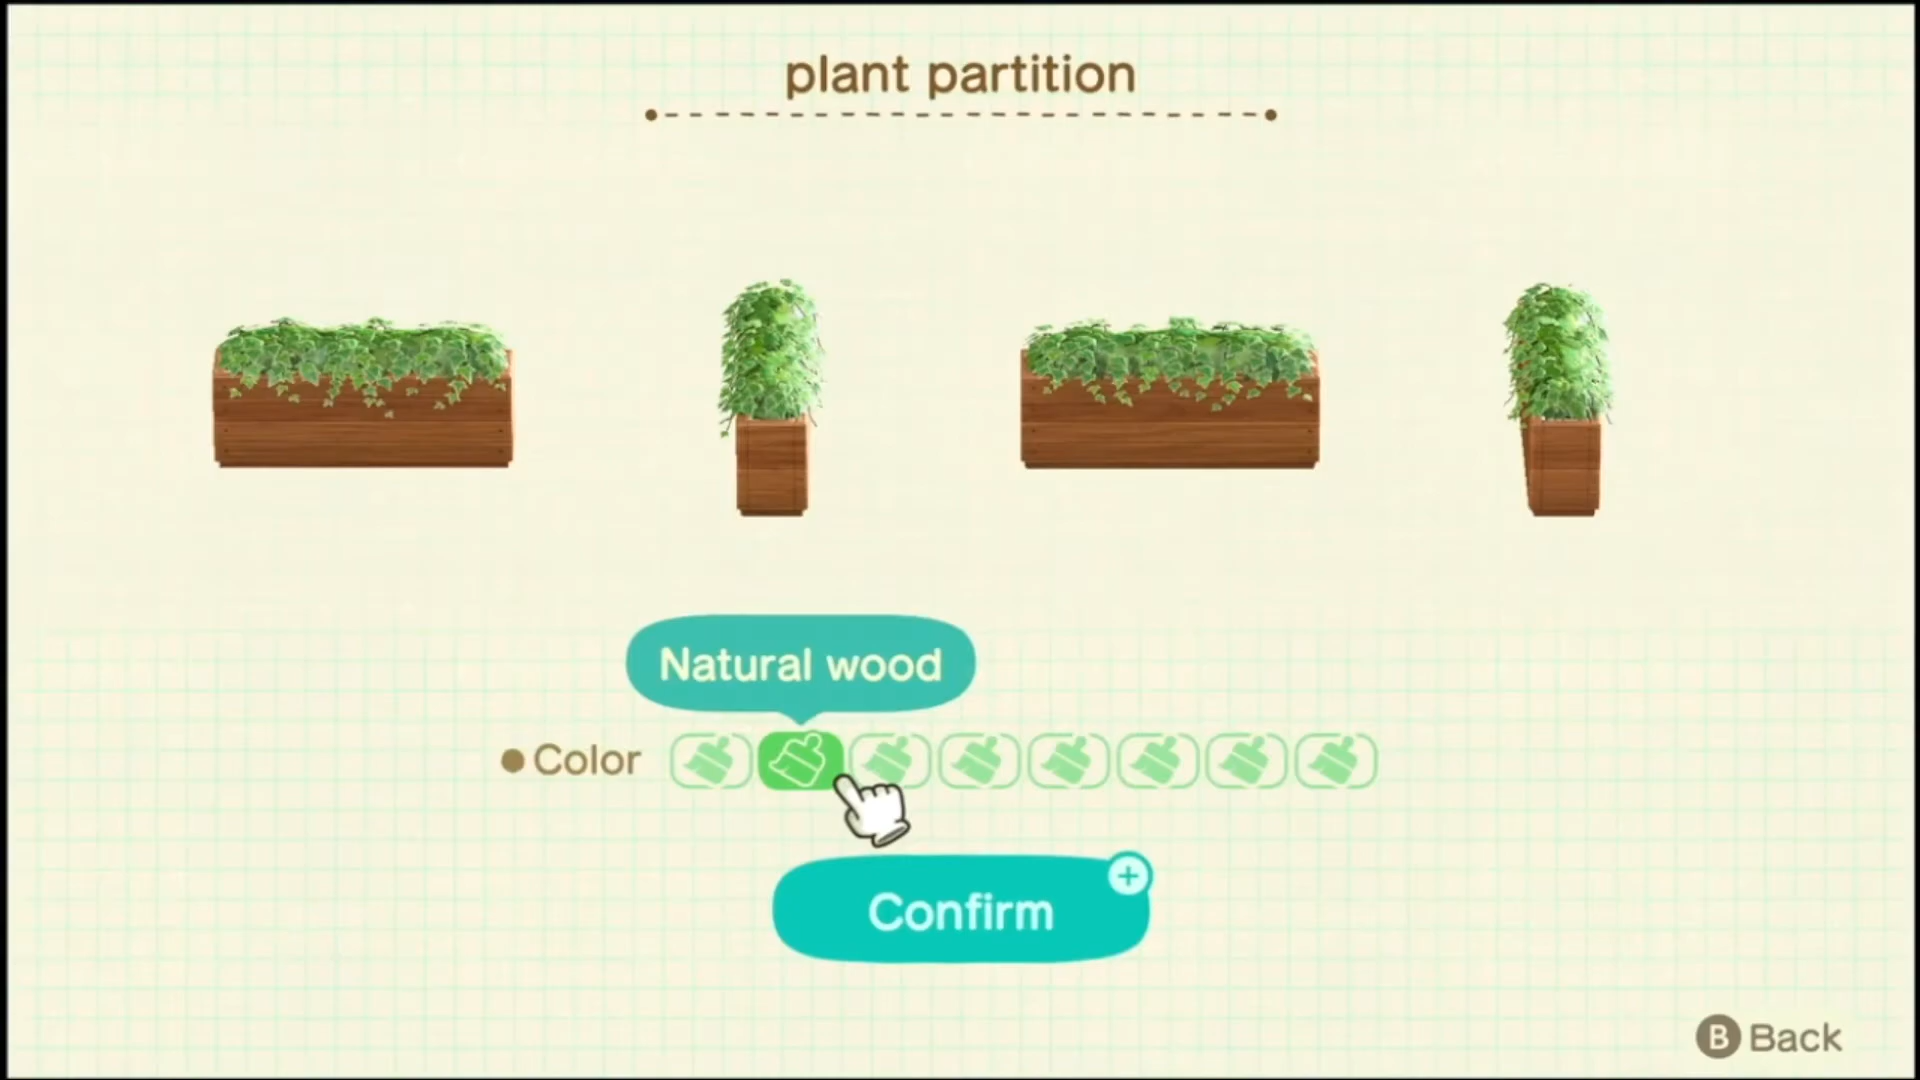 plant partition
Natural wood
Color
Confirm
B Back